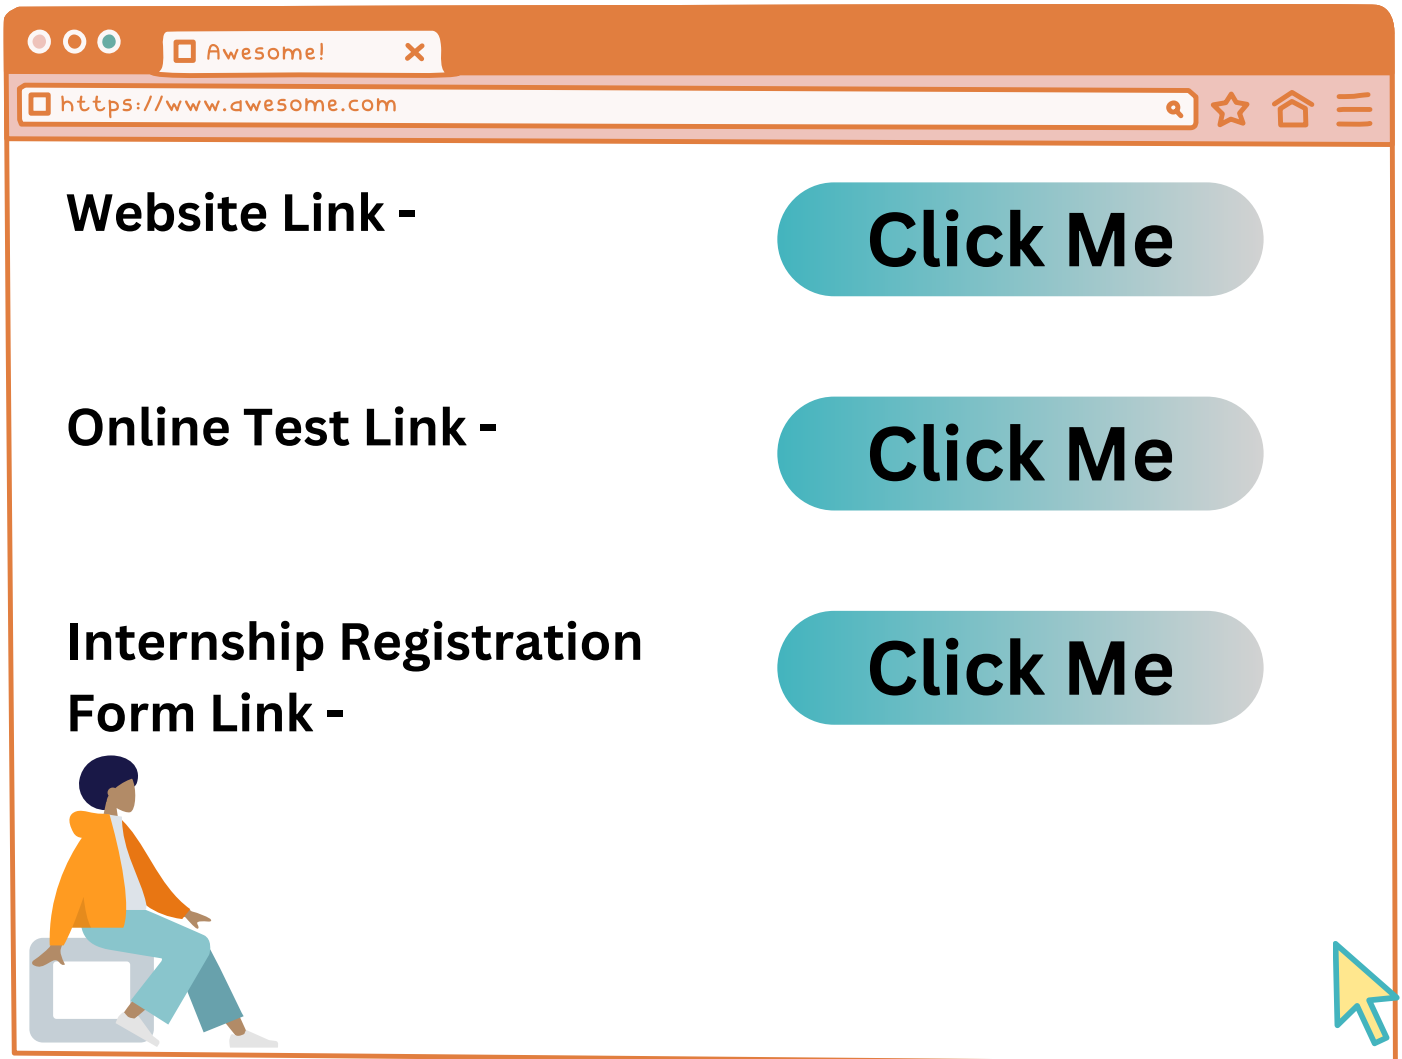 Awesome!
https://www.awesome.com
Website Link -
Click Me
Online Test Link -
Click Me
Internship Registration
Form Link -
Click Me